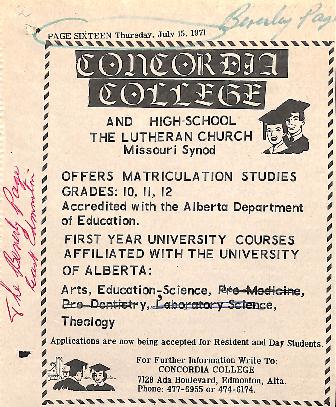 Beverley Page
PAGE SIXTEEN Thursday, July 15, 1971
CONCORDIA
COLLEGE
AND HIGH-SCHOOL
THE LUTHERAN CHURCH
Missouri Synod
OFFERS MATRICULATION STUDIES
GRADES: 10, 11, 12
Accredited with the Alberta Department
of Education.
FIRST YEAR UNIVERSITY COURSES
AFFILIATED WITH THE UNIVERSITY
OF ALBERTA:
Arts, Education-Science, Pre-Medicine,
Pre-Dentistry, Laboratory Science,
Theology
Applications are now being accepted for Resident and Day Students.
For Further Information Write To:
CONCORDIA COLLEGE
7128 Ada Boulevard, Edmonton, Alta.
Phone: 477-6955 or 474-6174.
The Beverly Page
Edmonton